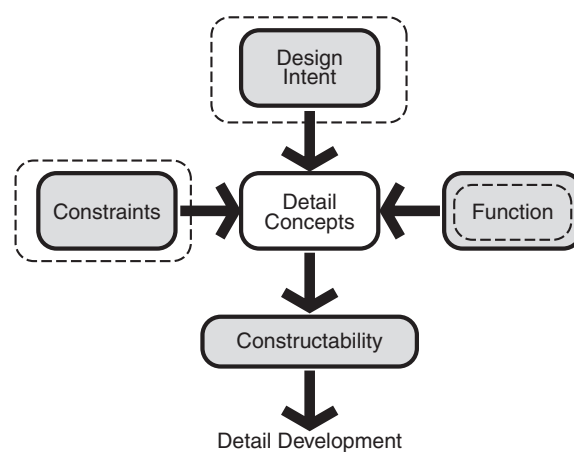 Design
Intent
Constraints
Detail
Concepts
Function
Constructability
Detail Development